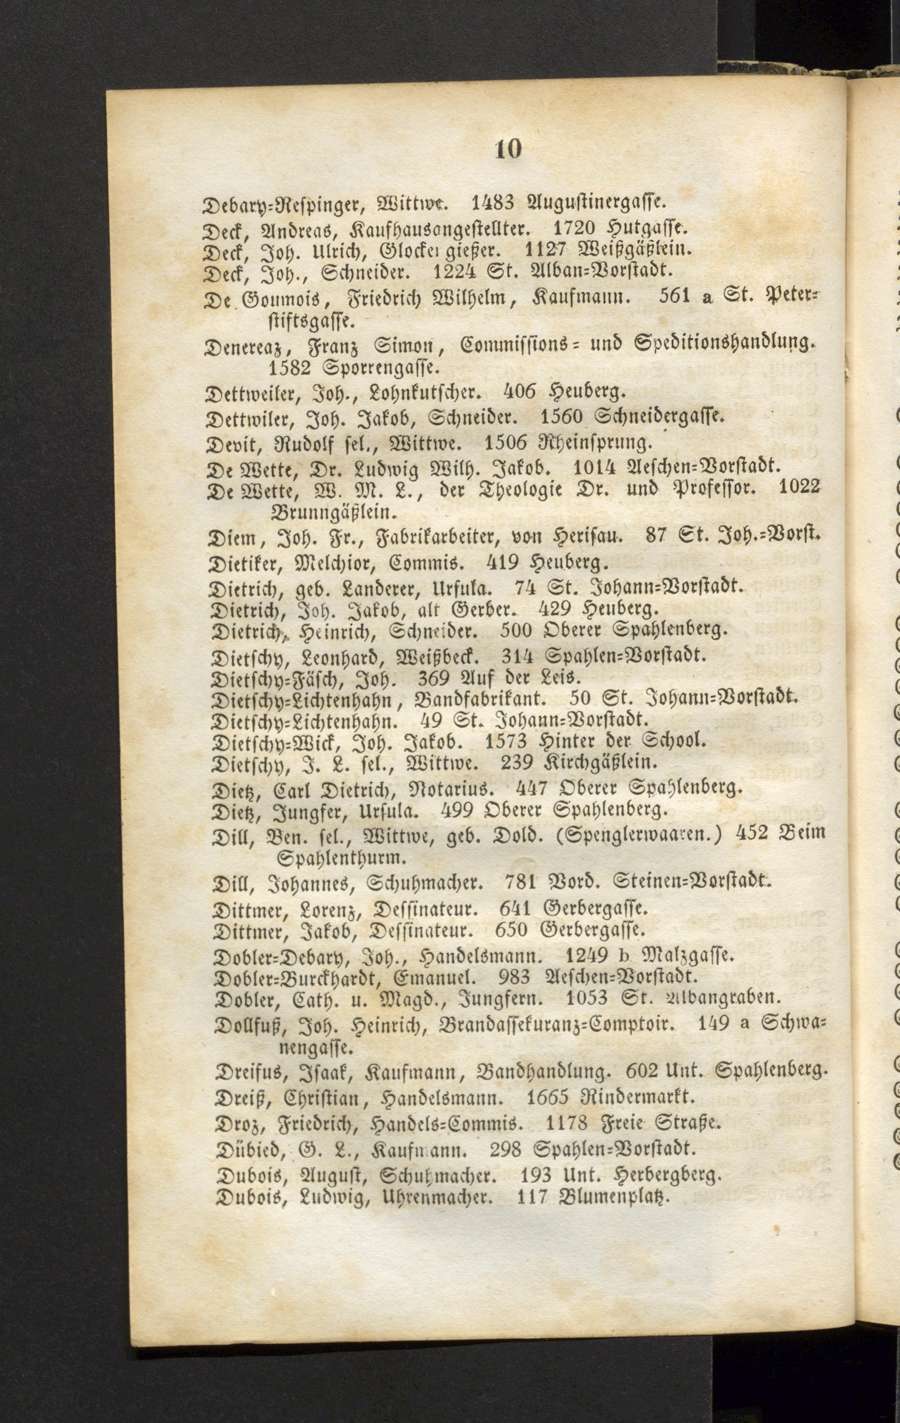 10
Debary=Respinger, Wittwe. 1483 Augustinergasse.
Deck, Andreas, Kaufhausangestellter. 1720 Hutgasse.
Deck, Joh. Ulrich, Glockengießer. 1127 Weißgäßlein.
Deck, Joh., Schneider. 1224 St. Alban=Vorstadt.
De Goumois, Friedrich Wilhelm, Kaufmann. 561 a St. Peter=
stiftsgasse.
Denereaz, Franz Simon, Commissions= und Speditionshandlung.
1582 Sporrengasse.
Dettweiler, Joh., Lohnkutscher. 406 Heuberg.
Dettwiler, Joh. Jakob, Schneider. 1560 Schneidergasse.
Devit, Rudolf sel., Wittwe. 1506 Rheinsprung.
De Wette, Dr. Ludwig Wilh. Jakob. 1014 Aeschen=Vorstadt.
De Wette, W. M. L., der Theologie Dr. und Professor. 1022
Brunngäßlein.
Diem, Joh. Fr., Fabrikarbeiter, von Herisau. 87 St. Joh.=Vorst.
Dietiker, Melchior, Commis. 419 Heuberg.
Dietrich, geb. Landerer, Ursula. 74 St. Johann=Vorstadt.
Dietrich, Joh. Jakob, alt Gerber. 429 Heuberg.
Dietrich, Heinrich, Schneider. 500 Oberer Spahlenberg.
Dietschy, Leonhard, Weißbeck. 314 Spahlen=Vorstadt.
Dietschy=Fäsch, Joh. 369 Auf der Leis.
Dietschy=Lichtenhahn, Bandfabrikant. 50 St. Johann=Vorstadt.
Dietschy=Lichtenhahn. 49 St. Johann=Vorstadt.
Dietschy=Wick, Joh. Jakob. 1573 Hinter der School.
Dietschy, J. L. sel., Wittwe. 239 Kirchgäßlein.
Dietz, Carl Dietrich, Notarius. 447 Oberer Spahlenberg.
Dietz, Jungfer, Ursula. 499 Oberer Spahlenberg.
Dill, Ben. sel., Wittwe, geb. Dold. (Spenglerwaaren.) 452 Beim
Spahlenthurm.
Dill, Johannes, Schuhmacher. 781 Vord. Steinen=Vorstadt.
Dittmer, Lorenz, Dessinateur. 641 Gerbergasse.
Dittmer, Jakob, Dessinateur. 650 Gerbergasse.
Dobler=Debary, Joh., Handelsmann. 1249 b Malzgasse.
Dobler=Burckhardt, Emanuel. 983 Aeschen=Vorstadt.
Dobler, Cath. u. Magd., Jungfern. 1053 St. Albangraben.
Dollfuß, Joh. Heinrich, Brandassekuranz=Comptoir. 149 a Schwa=
nengasse.
Dreifus, Isaak, Kaufmann, Bandhandlung. 602 Unt. Spahlenberg.
Dreiß, Christian, Handelsmann. 1665 Rindermarkt.
Droz, Friedrich, Handels=Commis. 1178 Freie Straße.
Dübied, G. L., Kaufmann. 298 Spahlen=Vorstadt.
Dubois, August, Schuhmacher. 193 Unt. Herbergberg.
Dubois, Ludwig, Uhrenmacher. 117 Blumenplatz.